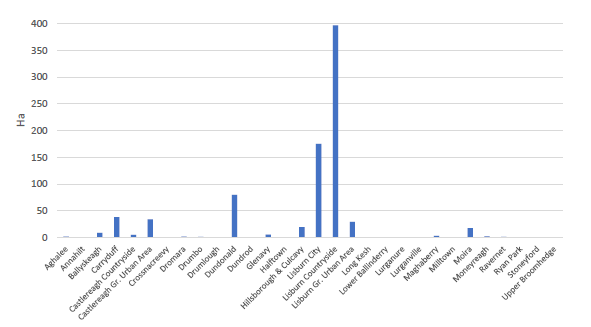 400
350
300
250
200
150
100
50
0
Ha
Aghalee
Annahilt
Ballyskeagh
Carryduff
Castlereagh Countryside
Castlereagh Gr. Urban Area
Crossnacreevy
Dromara
Drumbo
Drumlough
Dundonald
Dundrod
Glenavy
Halftown
Hillsborough & Culcavy
Lisburn City
Lisburn Countryside
Lisburn Gr. Urban Area
Long Kesh
Lower Ballinderry
Lurganure
Lurganville
Maghaberry
Milltown
Moira
Moneyreagh
Ravernet
Ryan Park
Stoneyford
Upper Broomhedge